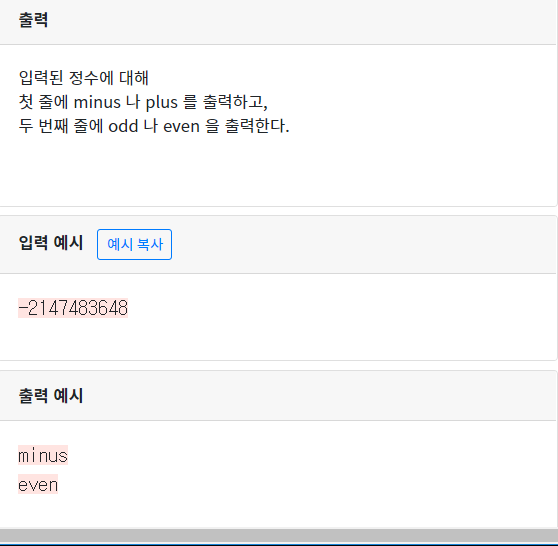 출력
입력된 정수에 대해
첫 줄에 minus 나 plus 를 출력하고,
두 번째 줄에 odd 나 even 을 출력한다.
입력 예시 예시 복사
-2147483648
출력 예시
minus
even